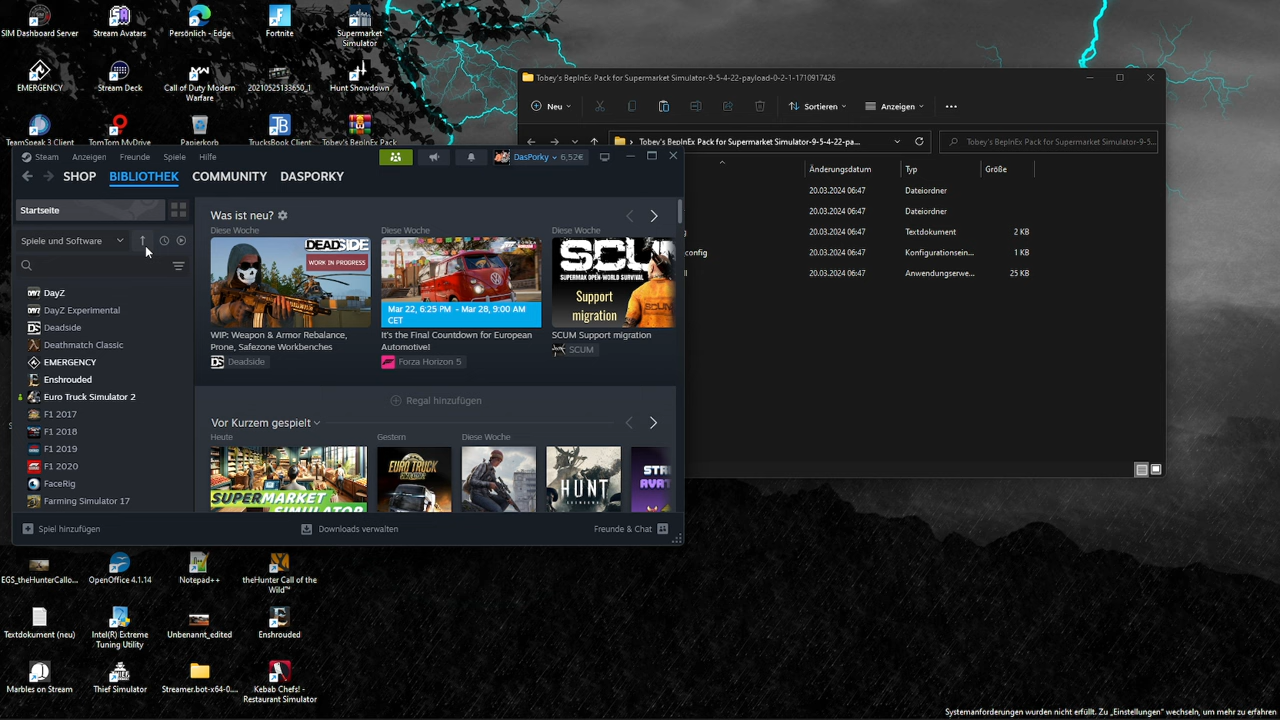 SIM Dashboard Server
Stream Avatars
Persönlich - Edge
Fortnite
Supermarket
Simulator
EMERGENCY
Stream Deck
Call of Duty Modern
Warfare
20210525133650_1
Hunt Showdown
TeamSpeak 3 Client
TomTom MyDrive
Papierkorb
TrucksBook Client
Tobey's BepInEx Pack
Tobey's BepInEx Pack for Supermarket Simulator-9-5-4-22-payload-0-2-1-1710917426
Neu
Sortieren
Anzeigen
Tobey's BepInEx Pack for Supermarket Simulator-9-5-4-22-pa...
Tobey's BepInEx Pack for Supermarket Simulator-9-5...
Änderungsdatum
Typ
Größe
20.03.2024 06:47
Dateiordner
20.03.2024 06:47
Dateiordner
20.03.2024 06:47
Textdokument
2 KB
config
20.03.2024 06:47
Konfigurationsein...
1 KB
20.03.2024 06:47
Anwendungserwe...
25 KB
Steam
Anzeigen
Freunde
Spiele
Hilfe
DasPorky
6,52€
SHOP
BIBLIOTHEK
COMMUNITY
DASPORKY
Startseite
Spiele und Software
DayZ
DayZ Experimental
Deadside
Deathmatch Classic
EMERGENCY
Enshrouded
Euro Truck Simulator 2
F1 2017
F1 2018
F1 2019
F1 2020
FaceRig
Farming Simulator 17
Was ist neu?
Diese Woche
Diese Woche
Diese Woche
DEADSIDE
WORK IN PROGRESS
Mar 22, 6:25 PM - Mar 28, 9:00 AM
CET
SCUM
SUPERMAX OPEN-WORLD SURVIVAL
Support
migration
WIP: Weapon & Armor Rebalance,
Prone, Safezone Workbenches
Deadside
It's the Final Countdown for European
Automotive!
Forza Horizon 5
SCUM Support migration
SCUM
Regal hinzufügen
Vor Kurzem gespielt
Heute
Gestern
Diese Woche
SUPERMARKET
SIMULATOR
EURO TRUCK
HUNT
Spiel hinzufügen
Downloads verwalten
Freunde & Chat
EGS_theHunterCallo...
OpenOffice 4.1.14
Notepad++
theHunter Call of the
Wild™
Textdokument (neu)
Intel(R) Extreme
Tuning Utility
Unbenannt_edited
Enshrouded
Marbles on Stream
Thief Simulator
Streamer.bot-x64-0....
Kebab Chefs! -
Restaurant Simulator
Systemanforderungen wurden nicht erfüllt. Zu „Einstellungen" wechseln, um mehr zu erfahren